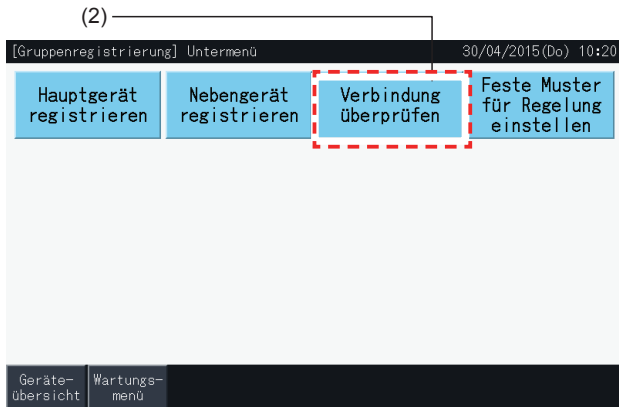 (2)
[Gruppenregistrierung] Untermenü 30/04/2015(Do) 10:20
Hauptgerät
registrieren
Nebengerät
registrieren
Verbindung
überprüfen
Feste Muster
für Regelung
einstellen
Geräte-
übersicht
Wartungs-
menü